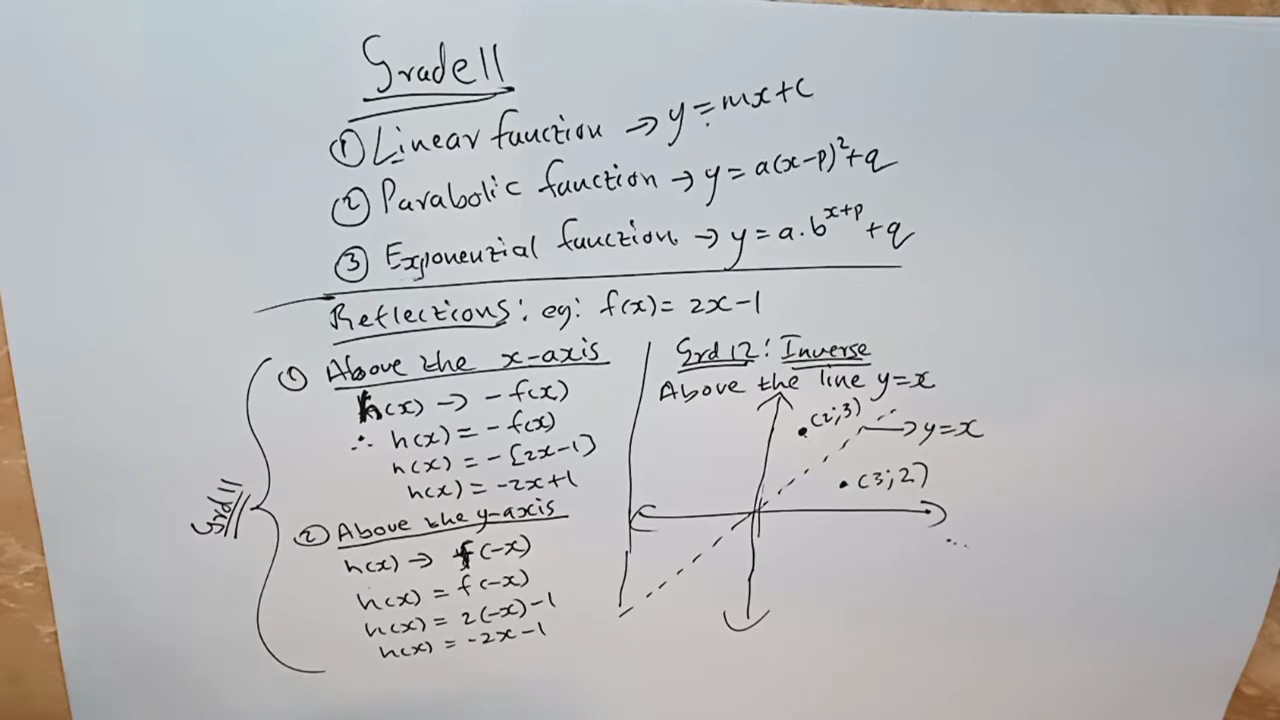 Grade 11
① Linear function → y = mx+c
② Parabolic function → y = a(x-p)²+q
③ Exponential function → y = a.b^(x+p) + q
Reflections: eg: f(x) = 2x-1
① Above the x-axis
h(x) → -f(x)
∴ h(x) = -f(x)
h(x) = -[2x-1]
h(x) = -2x+1
Grd 11
② Above the y-axis
h(x) → f(-x)
h(x) = f(-x)
h(x) = 2(-x)-1
h(x) = -2x-1
Grd 12: Inverse
Above the line y=x
(2;3)
→ y=x
(3;2)
...